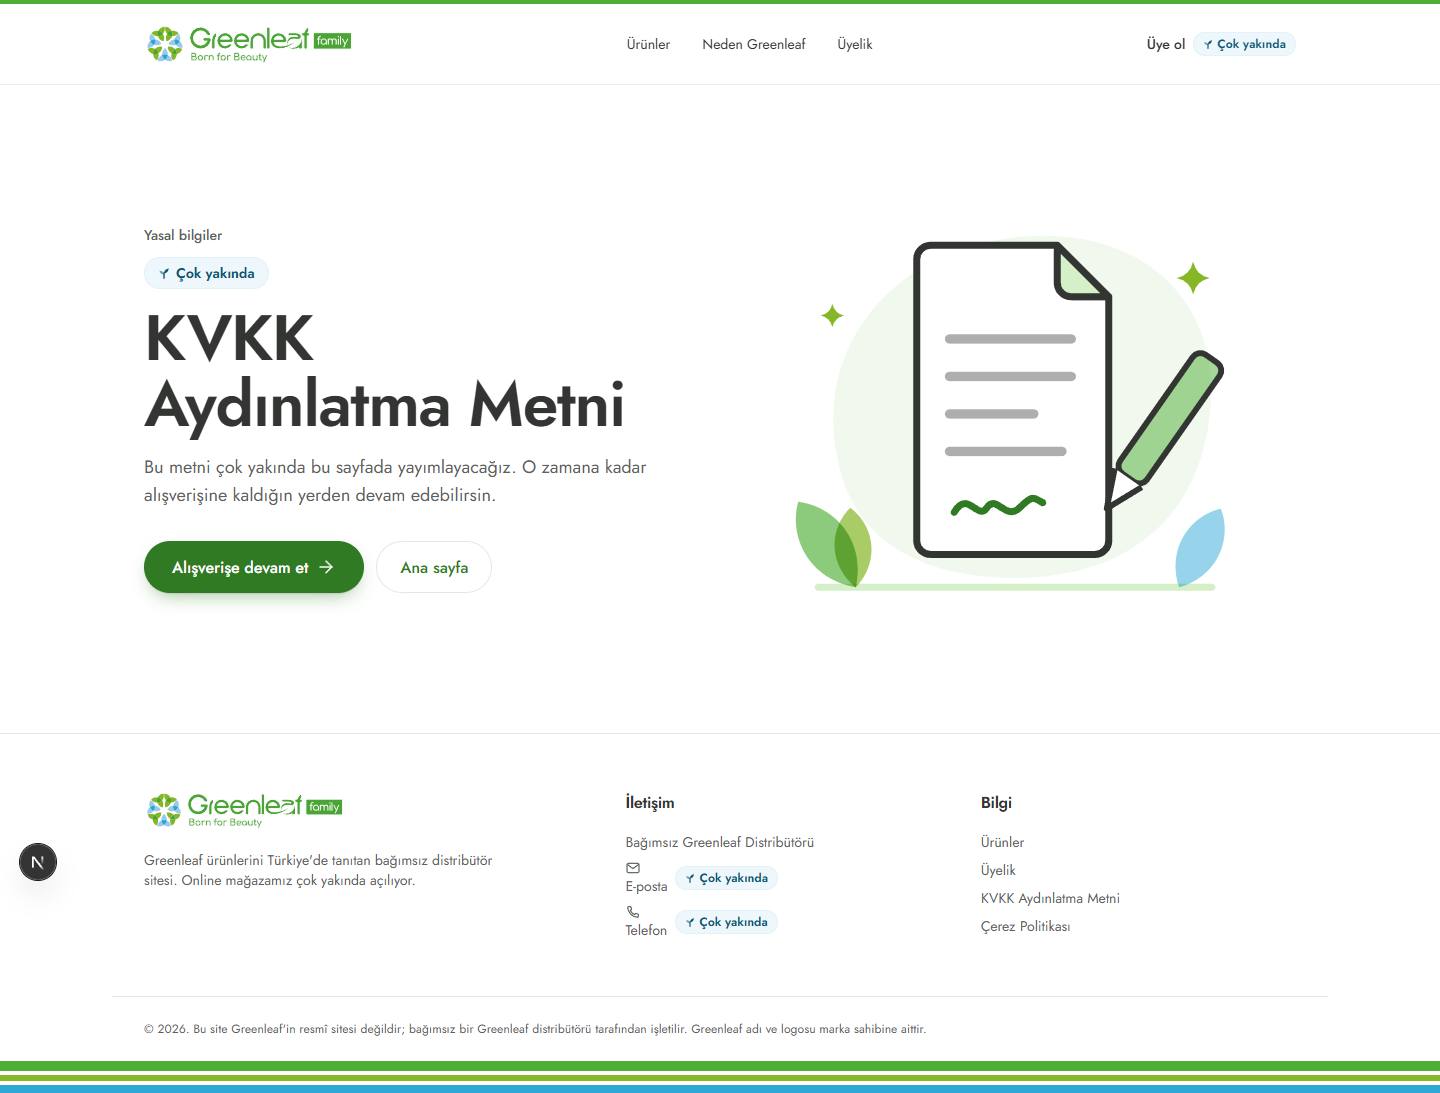 Greenleaf family
Born for Beauty
Ürünler
Neden Greenleaf
Üyelik
Üye ol
Çok yakında
Yasal bilgiler
Çok yakında
KVKK
Aydınlatma Metni
Bu metni çok yakında bu sayfada yayımlayacağız. O zamana kadar
alışverişine kaldığın yerden devam edebilirsin.
Alışverişe devam et
Ana sayfa
Greenleaf family
Born for Beauty
Greenleaf ürünlerini Türkiye'de tanıtan bağımsız distribütör
sitesi. Online mağazamız çok yakında açılıyor.
İletişim
Bağımsız Greenleaf Distribütörü
E-posta
Çok yakında
Telefon
Çok yakında
Bilgi
Ürünler
Üyelik
KVKK Aydınlatma Metni
Çerez Politikası
N
© 2026. Bu site Greenleaf'in resmî sitesi değildir; bağımsız bir Greenleaf distribütörü tarafından işletilir. Greenleaf adı ve logosu marka sahibine aittir.